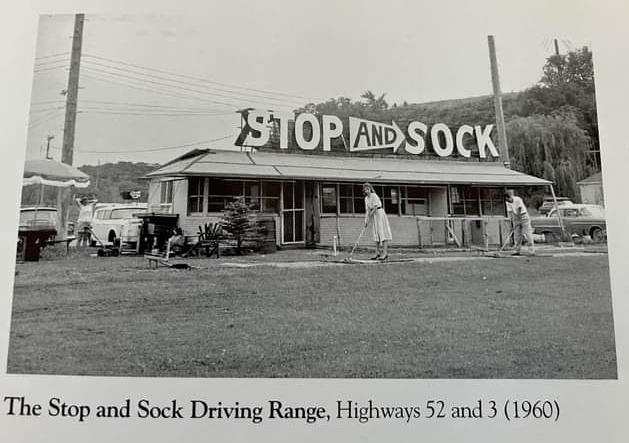 STOP AND SOCK
The Stop and Sock Driving Range, Highways 52 and 3 (1960)